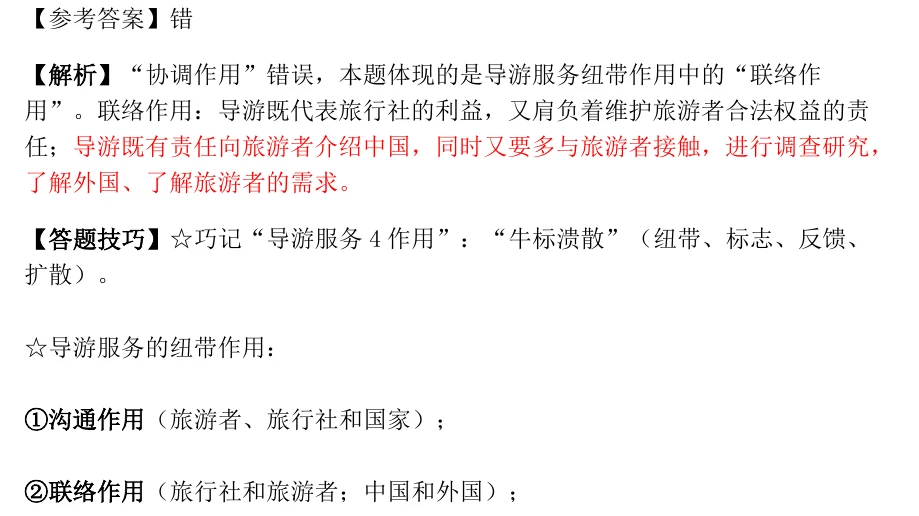 【参考答案】错
【解析】“协调作用”错误，本题体现的是导游服务纽带作用中的“联络作
用”。联络作用：导游既代表旅行社的利益，又肩负着维护旅游者合法权益的责
任；导游既有责任向旅游者介绍中国，同时又要多与旅游者接触，进行调查研究，
了解外国、了解旅游者的需求。
【答题技巧】☆巧记“导游服务 4 作用”：“牛标溃散”（纽带、标志、反馈、
扩散）。
☆导游服务的纽带作用：
①沟通作用（旅游者、旅行社和国家）；
②联络作用（旅行社和旅游者；中国和外国）；